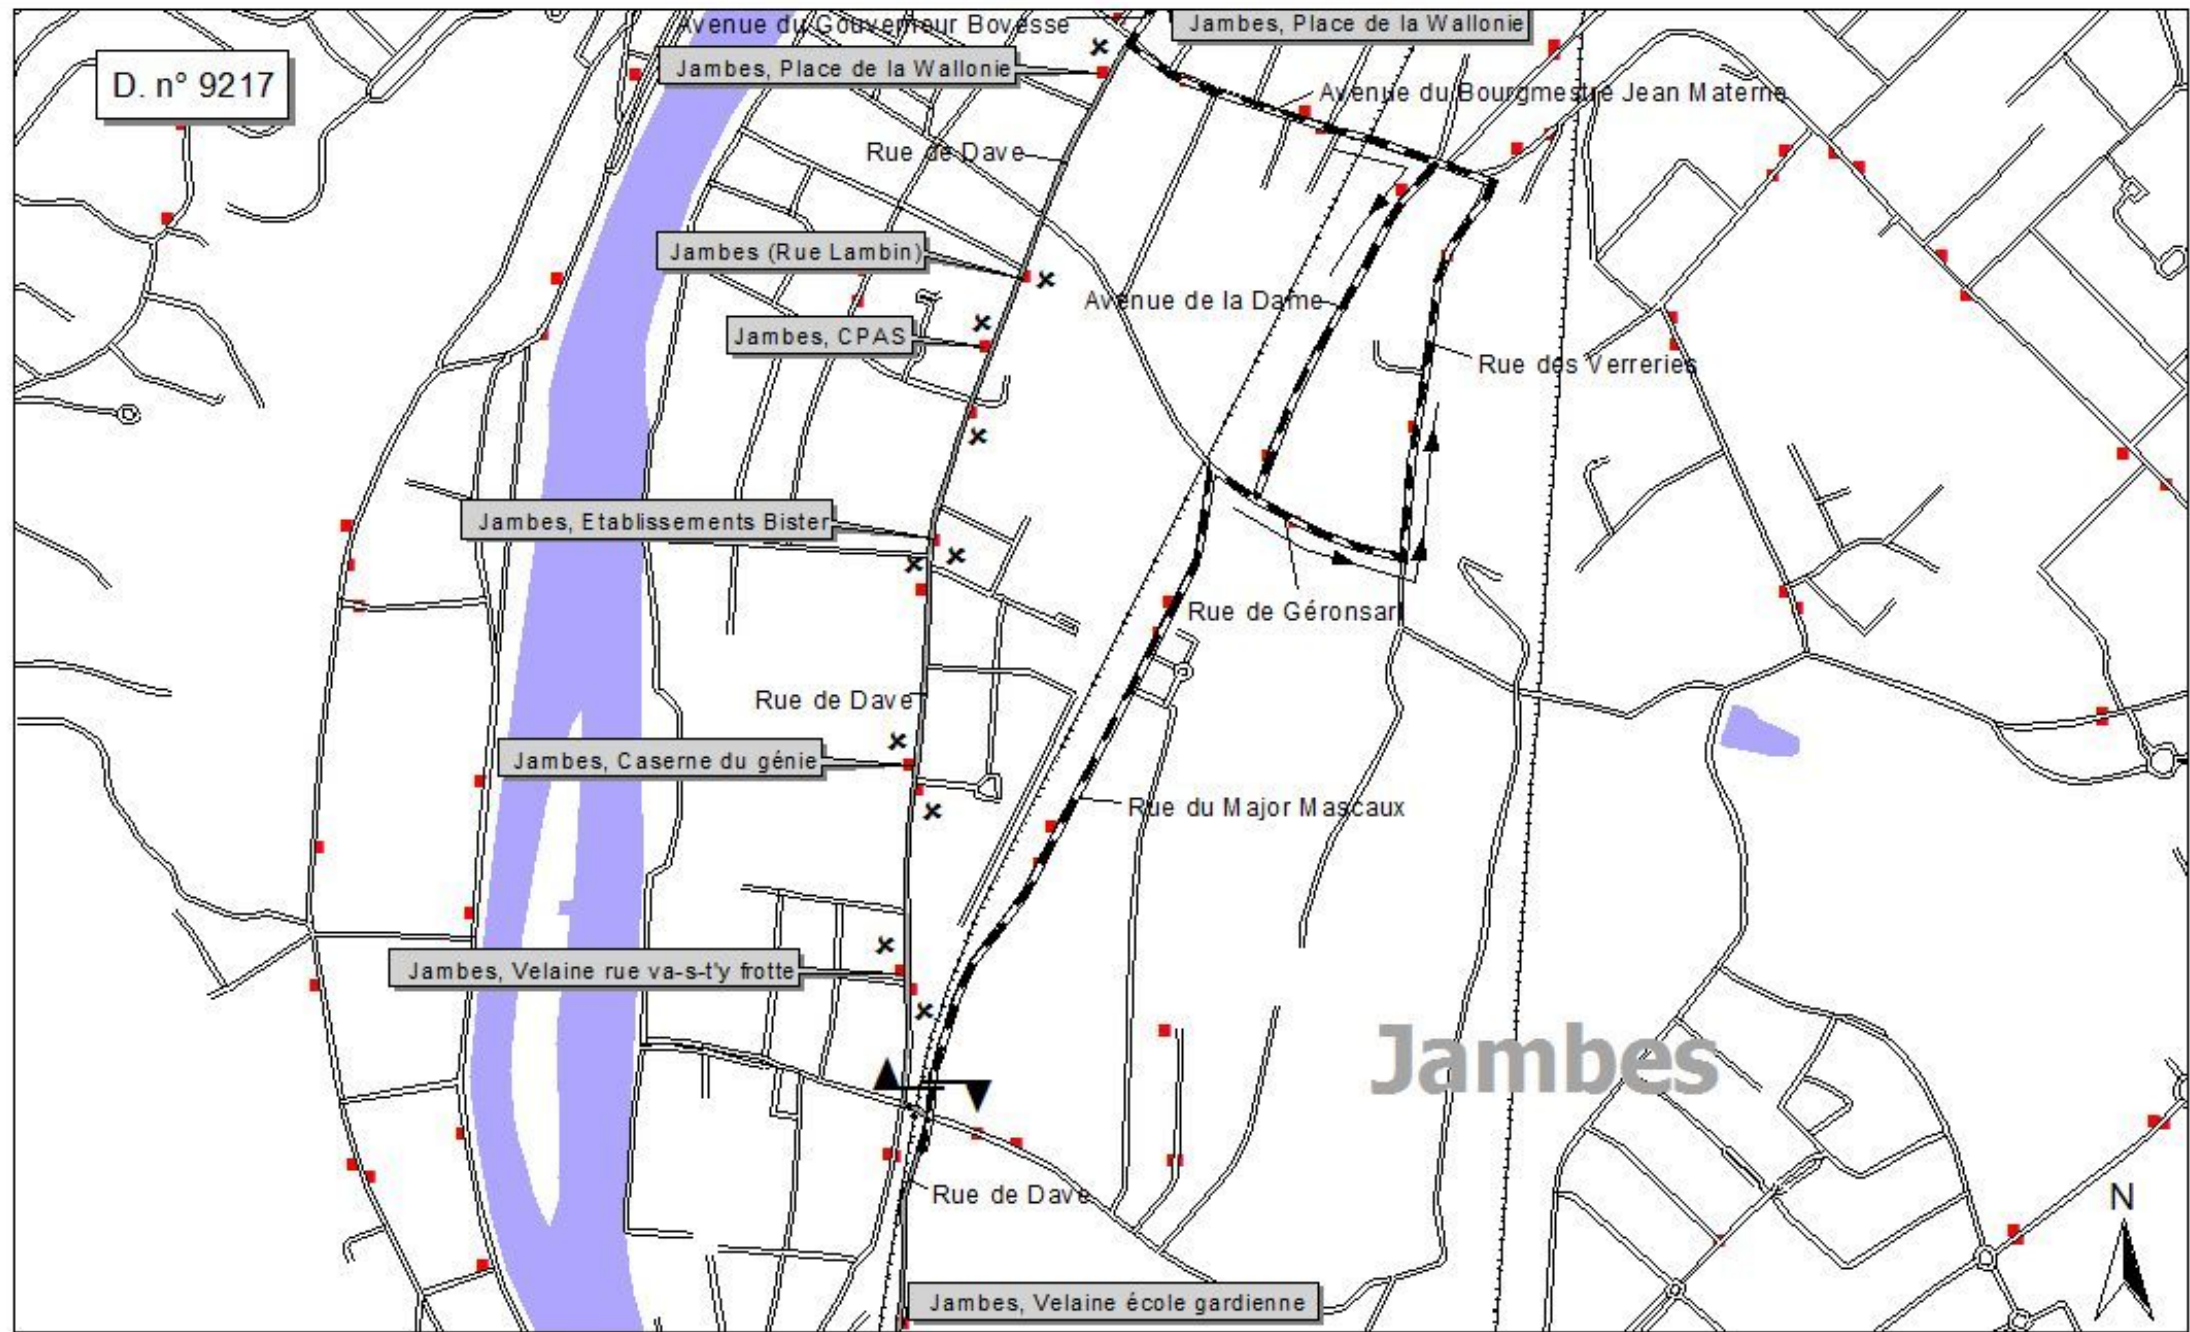 Avenue du Gouverneur Bovesse
Jambes, Place de la Wallonie
Jambes, Place de la Wallonie
D. n° 9217
Avenue du Bourgmestre Jean Materne
Rue de Dave
Jambes (Rue Lambin)
Avenue de la Dame
Jambes, CPAS
Rue des Verreries
Jambes, Etablissements Bister
Rue de Géronsart
Rue de Dave
Jambes, Caserne du génie
Rue du Major Mascaux
Jambes, Velaine rue va-s-t'y frotte
Jambes
Rue de Dave
N
Jambes, Velaine école gardienne